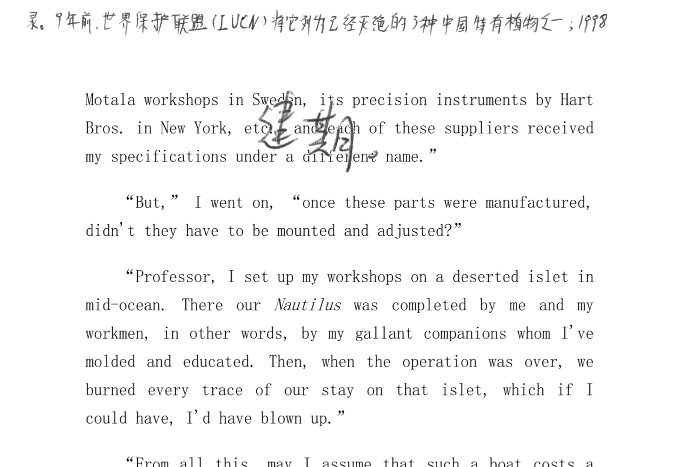 录。9年前,世界保护联盟(IUCN)将它列为已经灭绝的3种中国特有植物之一;1998
Motala workshops in Sweden, its precision instruments by Hart
Bros. in New York, etc., and each of these suppliers received
my specifications under a different name.”
建其月
“But,” I went on, “once these parts were manufactured,
didn't they have to be mounted and adjusted?”
“Professor, I set up my workshops on a deserted islet in
mid-ocean. There our Nautilus was completed by me and my
workmen, in other words, by my gallant companions whom I've
molded and educated. Then, when the operation was over, we
burned every trace of our stay on that islet, which if I
could have, I'd have blown up.”
“From all this, may I assume that such a boat costs a